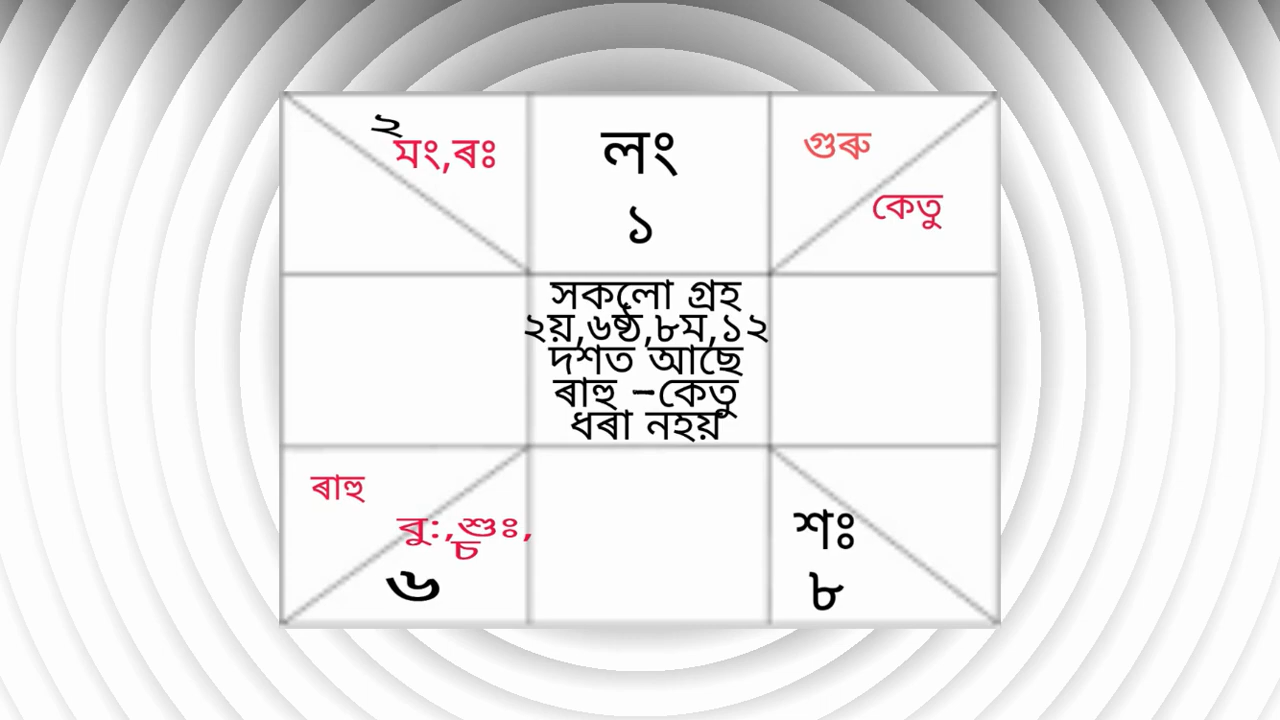 ২
মং,ৰঃ
লং
১
গুৰু
কেতু
সকলো গ্ৰহ
২য়,৬ষ্ঠ,৮ম,১২
দশত আছে
ৰাহু –কেতু
ধৰা নহয়
ৰাহু
বু:,শুঃ,
চ
৬
শঃ
৮